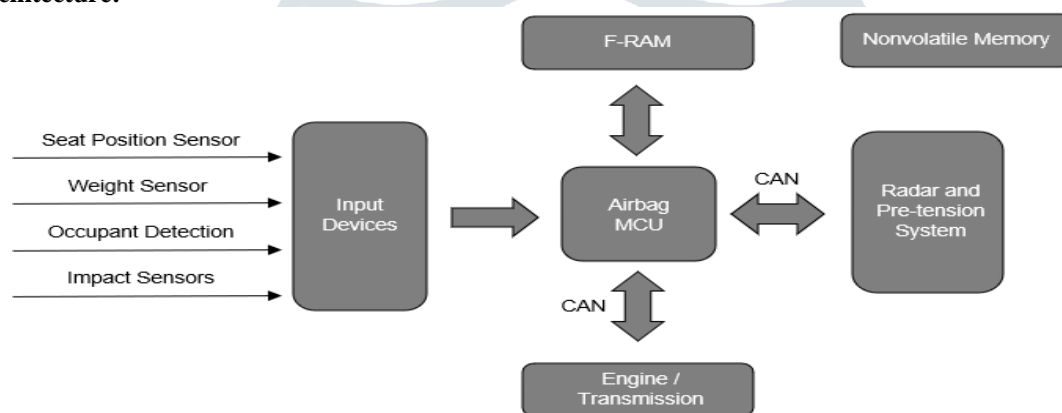 chitecture.
F-RAM
Nonvolatile Memory
Seat Position Sensor
Weight Sensor
Occupant Detection
Impact Sensors
Input
Devices
Airbag
MCU
CAN
Radar and
Pre-tension
System
CAN
Engine /
Transmission